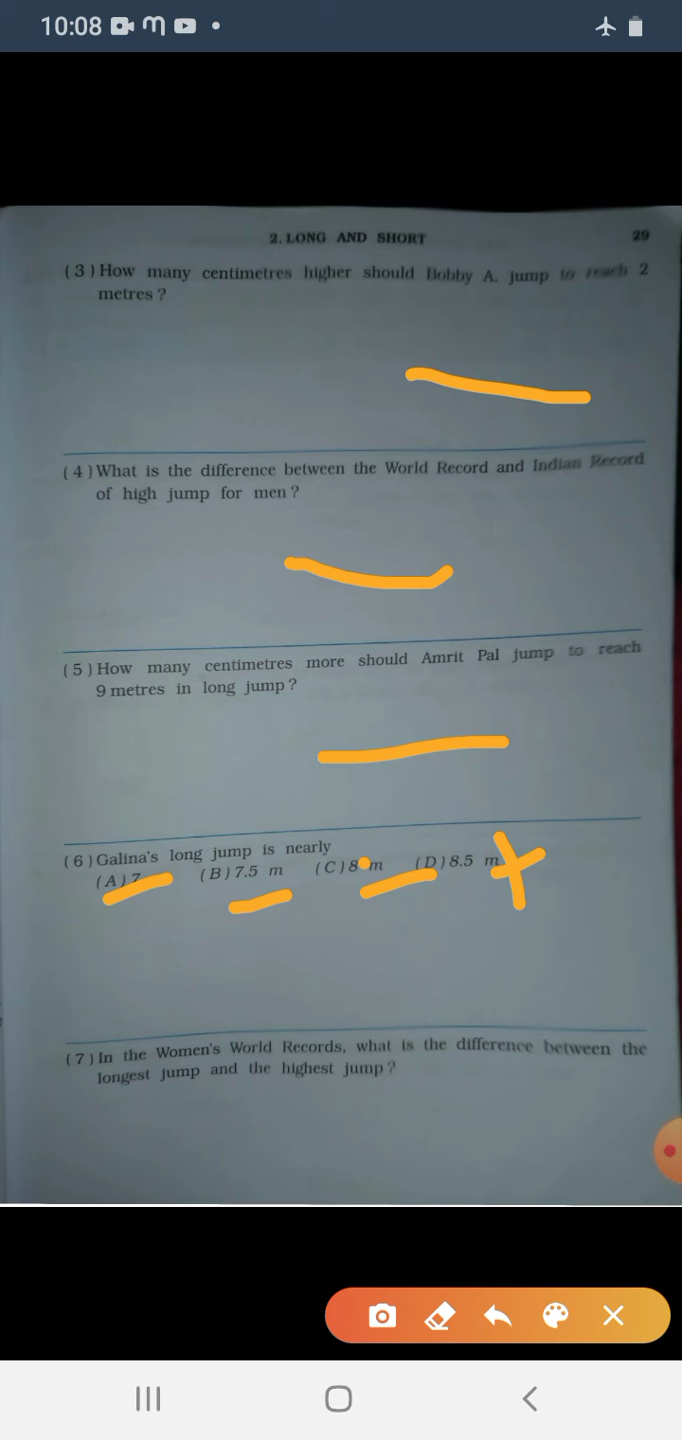 10:08
2. LONG AND SHORT 29
(3) How many centimetres higher should Bobby A. jump to reach 2
metres ?
(4) What is the difference between the World Record and Indian Record
of high jump for men ?
(5) How many centimetres more should Amrit Pal jump to reach
9 metres in long jump ?
(6) Galina's long jump is nearly
(A) 7 (B) 7.5 m (C) 8 m (D) 8.5 m
(7) In the Women's World Records, what is the difference between the
longest jump and the highest jump ?